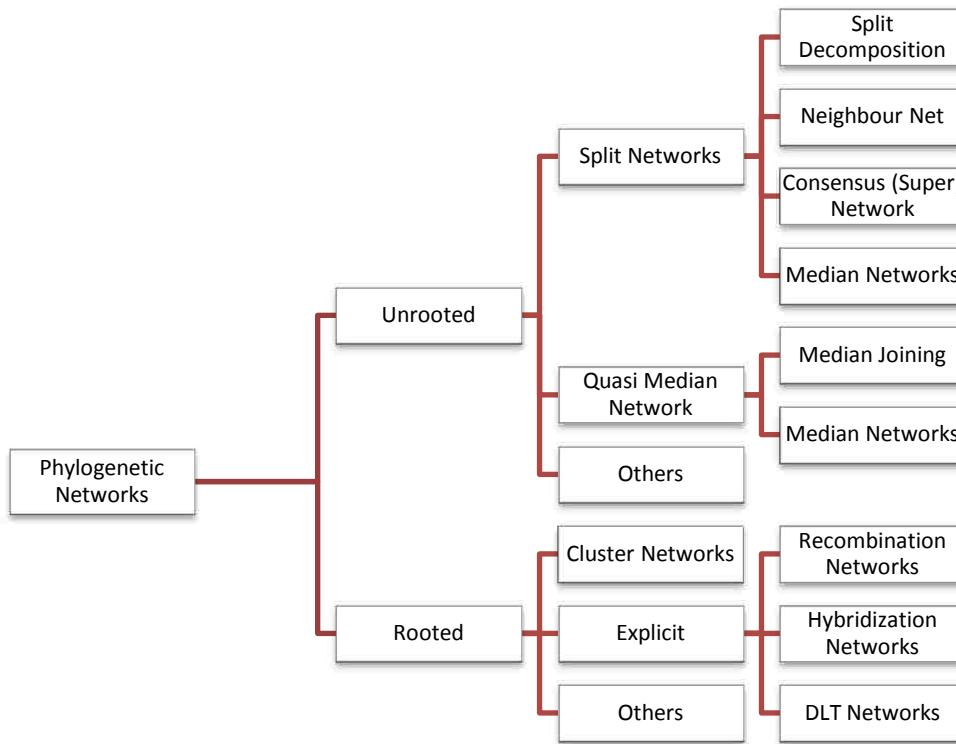 Split
Decomposition
Neighbour Net
Split Networks
Consensus (Super
Network
Median Networks
Unrooted
Median Joining
Quasi Median
Network
Median Networks
Phylogenetic
Networks
Others
Cluster Networks
Recombination
Networks
Rooted
Explicit
Hybridization
Networks
Others
DLT Networks